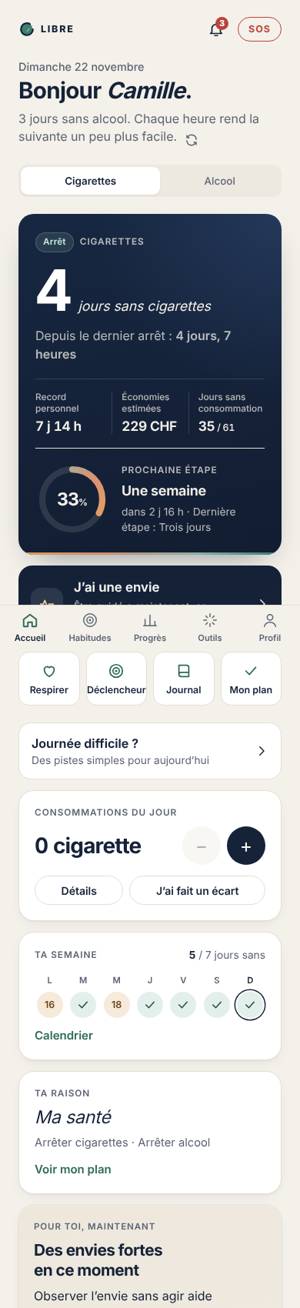 LIBRE
3
SOS
Dimanche 22 novembre
Bonjour Camille.
3 jours sans alcool. Chaque heure rend la
suivante un peu plus facile.
Cigarettes
Alcool
Arrêt CIGARETTES
4 jours sans cigarettes
Depuis le dernier arrêt : 4 jours, 7
heures
Record
personnel
7 j 14 h
Économies
estimées
229 CHF
Jours sans
consommation
35 / 61
33%
PROCHAINE ÉTAPE
Une semaine
dans 2 j 16 h · Dernière
étape : Trois jours
J'ai une envie
Accueil
Habitudes
Progrès
Outils
Profil
Respirer
Déclencheur
Journal
Mon plan
Journée difficile ?
Des pistes simples pour aujourd'hui
CONSOMMATIONS DU JOUR
0 cigarette
− +
Détails
J'ai fait un écart
TA SEMAINE
5 / 7 jours sans
L M M J V S D
16 18
Calendrier
TA RAISON
Ma santé
Arrêter cigarettes · Arrêter alcool
Voir mon plan
POUR TOI, MAINTENANT
Des envies fortes
en ce moment
Observer l'envie sans agir aide